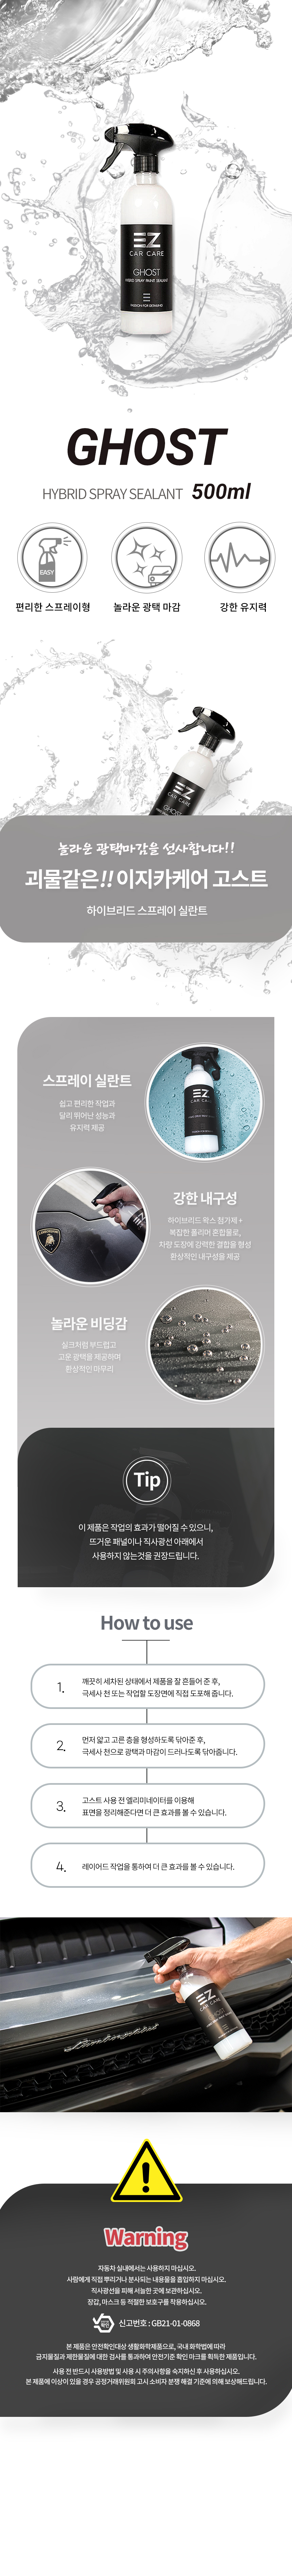 EZ
CAR CARE
GHOST
HYBRID SPRAY PAINT SEALANT
PASSION FOR DETAILING
GHOST
HYBRID SPRAY SEALANT 500ml
EASY
편리한 스프레이형
놀라운 광택 마감
강한 유지력
EZ
CAR CARE
GHOST
놀라운 광택마감을 선사합니다!!
괴물같은!! 이지카케어 고스트
하이브리드 스프레이 실란트
스프레이 실란트
쉽고 편리한 작업과
달리 뛰어난 성능과
유지력 제공
EZ
CAR CARE
강한 내구성
하이브리드 왁스 첨가제 +
복잡한 폴리머 혼합물로,
차량 도장에 강력한 결합을 형성
환상적인 내구성을 제공
놀라운 비딩감
실크처럼 부드럽고
고운 광택을 제공하며
환상적인 마무리
Tip
이 제품은 작업의 효과가 떨어질 수 있으니,
뜨거운 패널이나 직사광선 아래에서
사용하지 않는것을 권장드립니다.
How to use
1. 깨끗히 세차된 상태에서 제품을 잘 흔들어 준 후,
극세사 천 또는 작업할 도장면에 직접 도포해 줍니다.
2. 먼저 얇고 고른 층을 형성하도록 닦아준 후,
극세사 천으로 광택과 마감이 드러나도록 닦아줍니다.
3. 고스트 사용 전 엘리미네이터를 이용해
표면을 정리해준다면 더 큰 효과를 볼 수 있습니다.
4. 레이어드 작업을 통하여 더 큰 효과를 볼 수 있습니다.
Lamborghini
EZ
CAR CARE
Warning
자동차 실내에서는 사용하지 마십시오.
사람에게 직접 뿌리거나 분사되는 내용물을 흡입하지 마십시오.
직사광선을 피해 서늘한 곳에 보관하십시오.
장갑, 마스크 등 적절한 보호구를 착용하십시오.
신고번호 : GB21-01-0868
본 제품은 안전확인대상 생활화학제품으로, 국내 화학법에 따라
금지물질과 제한물질에 대한 검사를 통과하여 안전기준 확인 마크를 획득한 제품입니다.
사용 전 반드시 사용방법 및 사용 시 주의사항을 숙지하신 후 사용하십시오.
본 제품에 이상이 있을 경우 공정거래위원회 고시 소비자 분쟁 해결 기준에 의해 보상해드립니다.